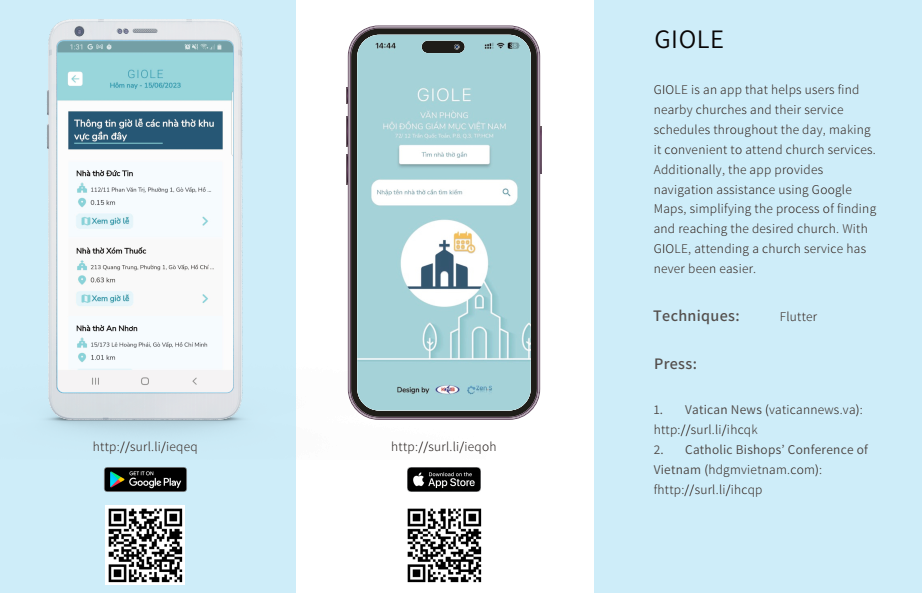 1:31
GIOLE
Hôm nay - 15/06/2023
Thông tin giờ lễ các nhà thờ khu
vực gần đây
Nhà thờ Đức Tin
112/11 Phan Văn Trị, Phường 1, Gò Vấp, Hồ ...
0.15 km
Xem giờ lễ
Nhà thờ Xóm Thuốc
213 Quang Trung, Phường 1, Gò Vấp, Hồ Chí ...
0.63 km
Xem giờ lễ
Nhà thờ An Nhơn
15/173 Lê Hoàng Phái, Gò Vấp, Hồ Chí Minh
1.01 km
http://surl.li/ieqeq
GET IT ON
Google Play
14:44
GIOLE
VĂN PHÒNG
HỘI ĐỒNG GIÁM MỤC VIỆT NAM
Tìm nhà thờ gần
Nhập tên nhà thờ cần tìm kiếm
Design by
http://surl.li/ieqoh
Download on the
App Store
GIOLE
GIOLE is an app that helps users find
nearby churches and their service
schedules throughout the day, making
it convenient to attend church services.
Additionally, the app provides
navigation assistance using Google
Maps, simplifying the process of finding
and reaching the desired church. With
GIOLE, attending a church service has
never been easier.
Techniques: Flutter
Press:
1. Vatican News (vaticannews.va):
http://surl.li/ihcqk
2. Catholic Bishops’ Conference of
Vietnam (hdgmvietnam.com):
fhttp://surl.li/ihcqp